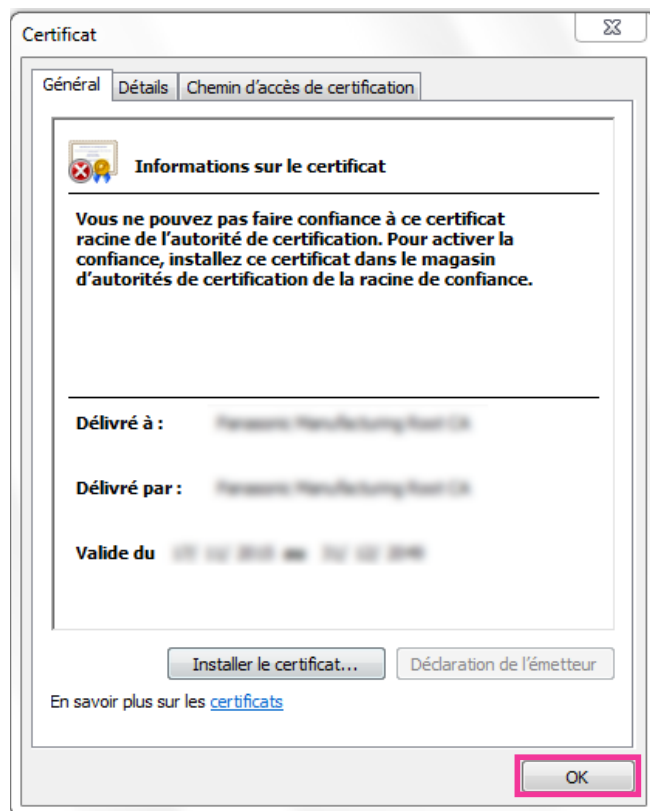 Certificat
Général Détails Chemin d'accès de certification
Informations sur le certificat
Vous ne pouvez pas faire confiance à ce certificat
racine de l'autorité de certification. Pour activer la
confiance, installez ce certificat dans le magasin
d'autorités de certification de la racine de confiance.
Délivré à :
Délivré par :
Valide du
Installer le certificat... Déclaration de l'émetteur
En savoir plus sur les certificats
OK